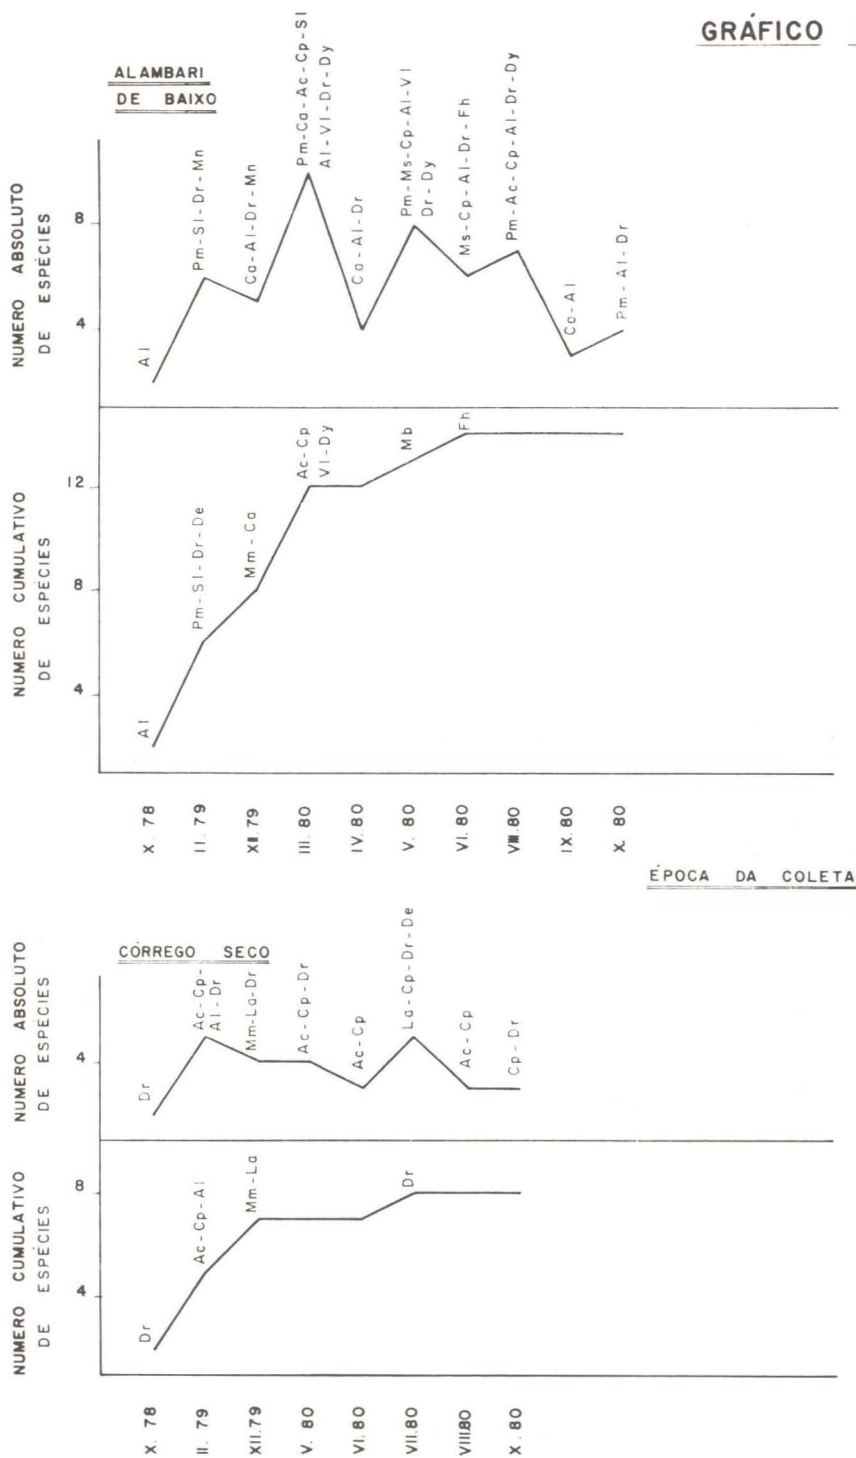 GRÁFICO
ALAMBARI
DE BAIXO
NUMERO ABSOLUTO
DE ESPÉCIES
8
4
Al
Pm-Sl-Dr-Mn
Ca-Al-Dr-Mn
Pm-Ca-Ac-Cp-Sl
Al-Vl-Dr-Dy
Ca-Al-Dr
Pm-Ms-Cp-Al-Vl
Dr-Dy
Ms-Cp-Al-Dr-Fh
Pm-Ac-Cp-Al-Dr-Dy
Ca-Al
Pm-Al-Dr
NUMERO CUMULATIVO
DE ESPÉCIES
12
8
4
Al
Pm-Sl-Dr-De
Mm-Ca
Ac-Cp
Vl-Dy
Mb
Fh
X. 78
II. 79
XII. 79
III. 80
IV. 80
V. 80
VI. 80
VIII. 80
IX. 80
X. 80
ÉPOCA DA COLETA
CÓRREGO SECO
NUMERO ABSOLUTO
DE ESPÉCIES
4
Dr
Ac-Cp-
Al-Dr
Mm-La-Dr
Ac-Cp-Dr
Ac-Cp
La-Cp-Dr-De
Ac-Cp
Cp-Dr
NUMERO CUMULATIVO
DE ESPÉCIES
8
4
Dr
Ac-Cp-Al
Mm-La
Dr
X. 78
II. 79
XII. 79
V. 80
VI. 80
VII. 80
VIII.80
X. 80